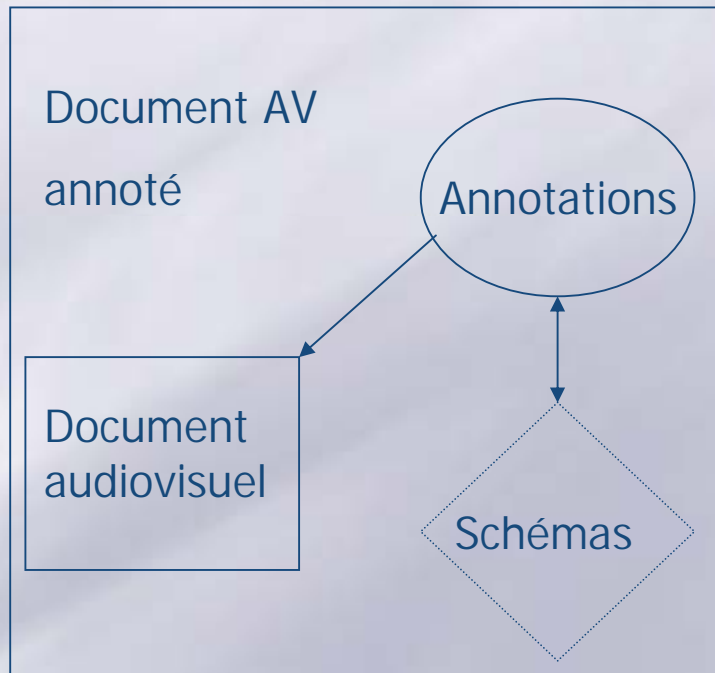 Document AV
annoté
Annotations
Document
audiovisuel
Schémas